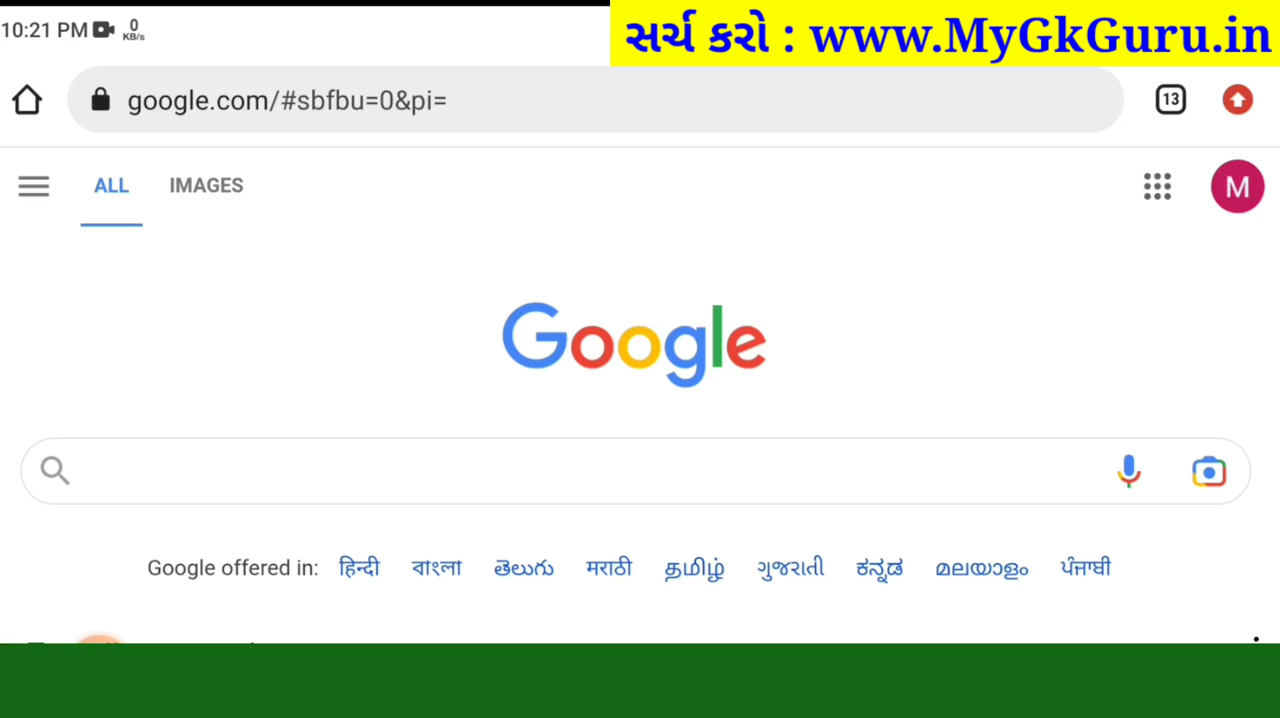 10:21 PM 0 KB/s
સર્ચ કરો : www.MyGkGuru.in
google.com/#sbfbu=0&pi=
13
ALL IMAGES
M
Google
Google offered in: हिन्दी বাংলা తెలుగు मराठी தமிழ் ગુજરાતી ಕನ್ನಡ മലയാളം ਪੰਜਾਬੀ